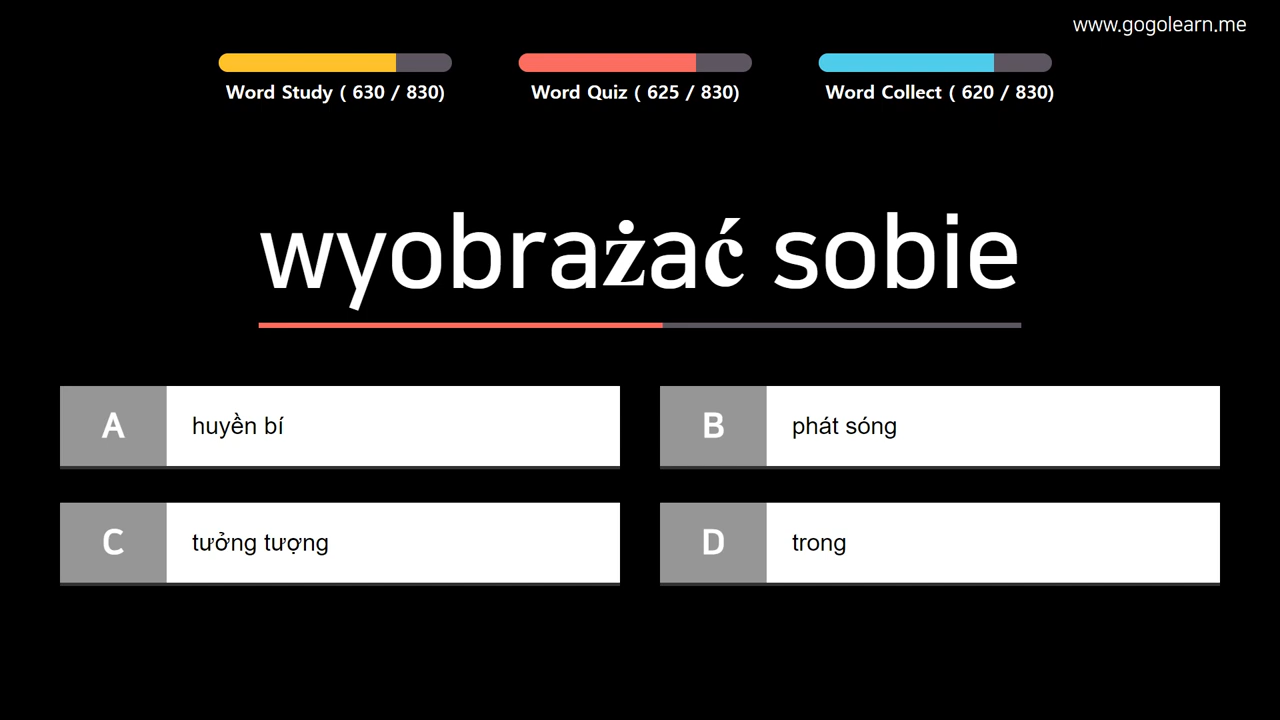 www.gogolearn.me
Word Study ( 630 / 830)
Word Quiz ( 625 / 830)
Word Collect ( 620 / 830)
wyobrażać sobie
A
huyền bí
B
phát sóng
C
tưởng tượng
D
trong